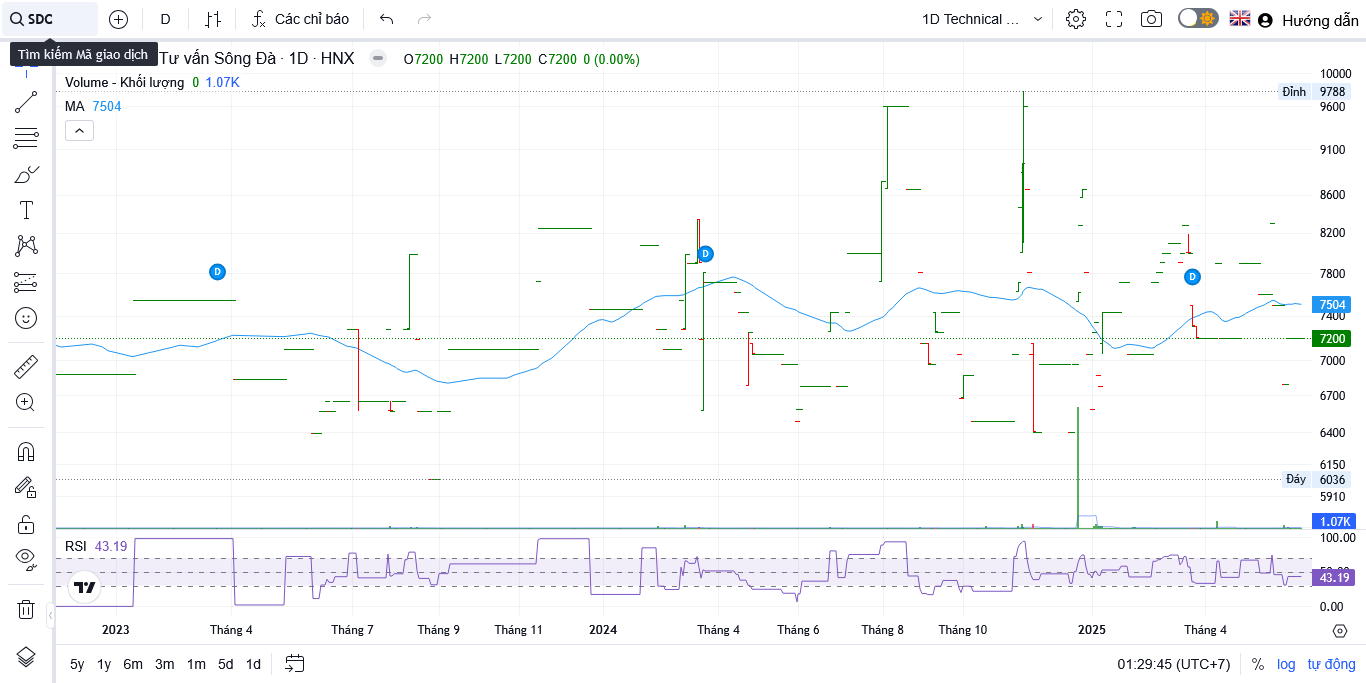 SDC
D
Các chỉ báo
1D Technical ...
Hướng dẫn
Tìm kiếm Mã giao dịch
Tư vấn Sông Đà · 1D · HNX
O7200 H7200 L7200 C7200 0 (0.00%)
Volume - Khối lượng 0 1.07K
MA 7504
10000
Đỉnh 9788
9600
9100
8600
8200
7800
7504
7400
7200
7000
6700
6400
6150
Đáy 6036
5910
1.07K
D
D
D
RSI 43.19
100.00
43.19
0.00
2023 Tháng 4 Tháng 7 Tháng 9 Tháng 11 2024 Tháng 4 Tháng 6 Tháng 8 Tháng 10 2025 Tháng 4
5y 1y 6m 3m 1m 5d 1d
01:29:45 (UTC+7) % log tự động